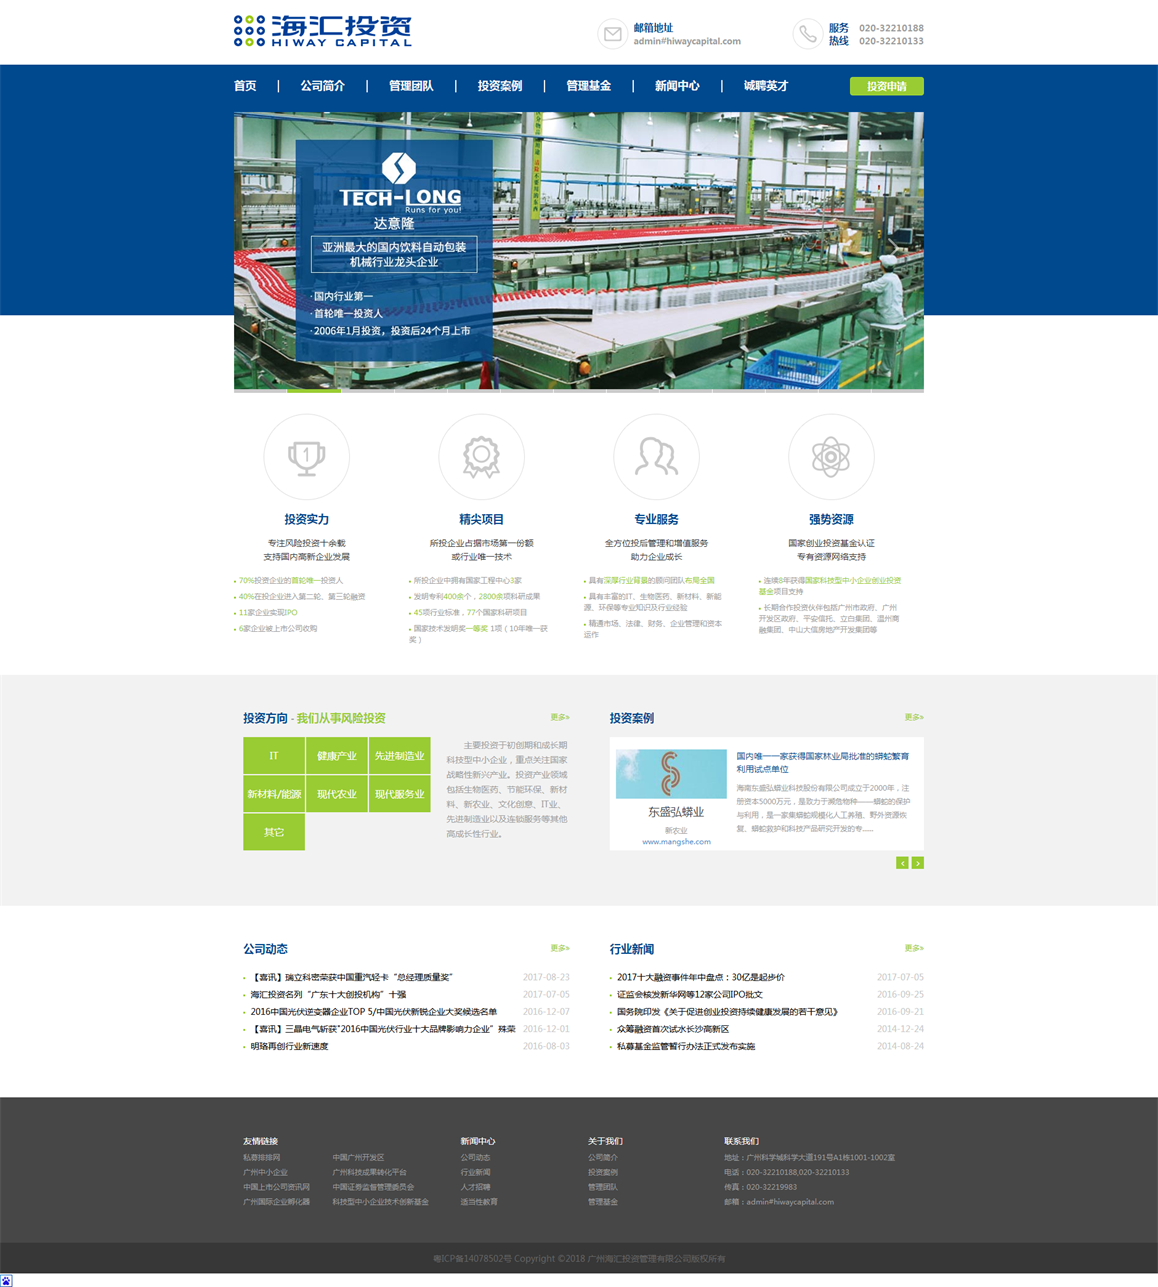 海汇投资
HIWAY CAPITAL
邮箱地址
admin#hiwaycapital.com
服务 020-32210188
热线 020-32210133
首页 公司简介 管理团队 投资案例 管理基金 新闻中心 诚聘英才 投资申请
TECH-LONG
Runs for you!
达意隆
亚洲最大的国内饮料自动包装
机械行业龙头企业
·国内行业第一
·首轮唯一投资人
·2006年1月投资，投资后24个月上市
投资实力
专注风险投资十余载
支持国内高新企业发展
70%投资企业的首轮唯一投资人
40%在投企业进入第二轮、第三轮融资
11家企业实现IPO
6家企业被上市公司收购
精尖项目
所投企业占据市场第一份额
或行业唯一技术
所投企业中拥有国家工程中心3家
发明专利400余个，2800余项科研成果
45项行业标准，77个国家科研项目
国家技术发明奖一等奖 1项（10年唯一获
奖）
专业服务
全方位投后管理和增值服务
助力企业成长
具有深厚行业背景的顾问团队布局全国
具有丰富的IT、生物医药、新材料、新能
源、环保等专业知识及行业经验
精通市场、法律、财务、企业管理和资本
运作
强势资源
国家创业投资基金认证
专有资源网络支持
连续8年获得国家科技型中小企业创业投资
基金项目支持
长期合作投资伙伴包括广州市政府、广州
开发区政府、平安信托、立白集团、温州商
融集团、中山大信房地产开发集团等
投资方向 - 我们从事风险投资 更多»
IT 健康产业 先进制造业
新材料/能源 现代农业 现代服务业
其它
主要投资于初创期和成长期
科技型中小企业，重点关注国家
战略性新兴产业。投资产业领域
包括生物医药、节能环保、新材
料、新农业、文化创意、IT业、
先进制造业以及连锁服务等其他
高成长性行业。
投资案例 更多»
东盛弘蟒业
新农业
www.mangshe.com
国内唯一一家获得国家林业局批准的蟒蛇繁育
利用试点单位
海南东盛弘蟒业科技股份有限公司成立于2000年，注
册资本5000万元，是致力于濒危物种——蟒蛇的保护
与利用，是一家集蟒蛇规模化人工养殖、野外资源恢
复、蟒蛇救护和科技产品研究开发的专......
公司动态 更多»
【喜讯】瑞立科密荣获中国重汽轻卡“总经理质量奖” 2017-08-23
海汇投资名列“广东十大创投机构”十强 2017-07-05
2016中国光伏逆变器企业TOP 5/中国光伏新锐企业大奖候选名单 2016-12-07
【喜讯】三晶电气斩获"2016中国光伏行业十大品牌影响力企业”殊荣 2016-12-01
明珞再创行业新速度 2016-08-03
行业新闻 更多»
2017十大融资事件年中盘点：30亿是起步价 2017-07-05
证监会核发新华网等12家公司IPO批文 2016-09-25
国务院印发《关于促进创业投资持续健康发展的若干意见》 2016-09-21
众筹融资首次试水长沙高新区 2014-12-24
私募基金监管暂行办法正式发布实施 2014-08-24
友情链接
私募排排网 中国广州开发区
广州中小企业 广州科技成果转化平台
中国上市公司资讯网 中国证券监督管理委员会
广州国际企业孵化器 科技型中小企业技术创新基金
新闻中心
公司动态
行业新闻
人才招聘
适当性教育
关于我们
公司简介
投资案例
管理团队
管理基金
联系我们
地址：广州科学城科学大道191号A1栋1001-1002室
电话：020-32210188,020-32210133
传真：020-32219983
邮箱：admin#hiwaycapital.com
粤ICP备14078502号 Copyright ©2018 广州海汇投资管理有限公司版权所有